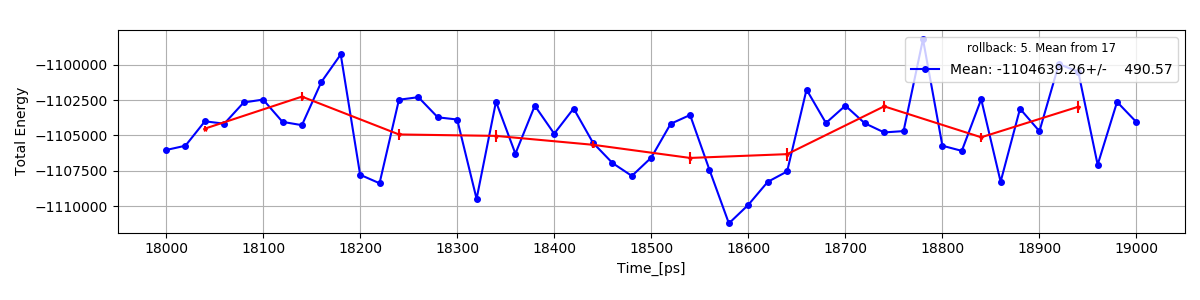 rollback: 5. Mean from 17
Mean: -1104639.26+/- 490.57
Total Energy
−1100000
−1102500
−1105000
−1107500
−1110000
18000 18100 18200 18300 18400 18500 18600 18700 18800 18900 19000
Time_[ps]